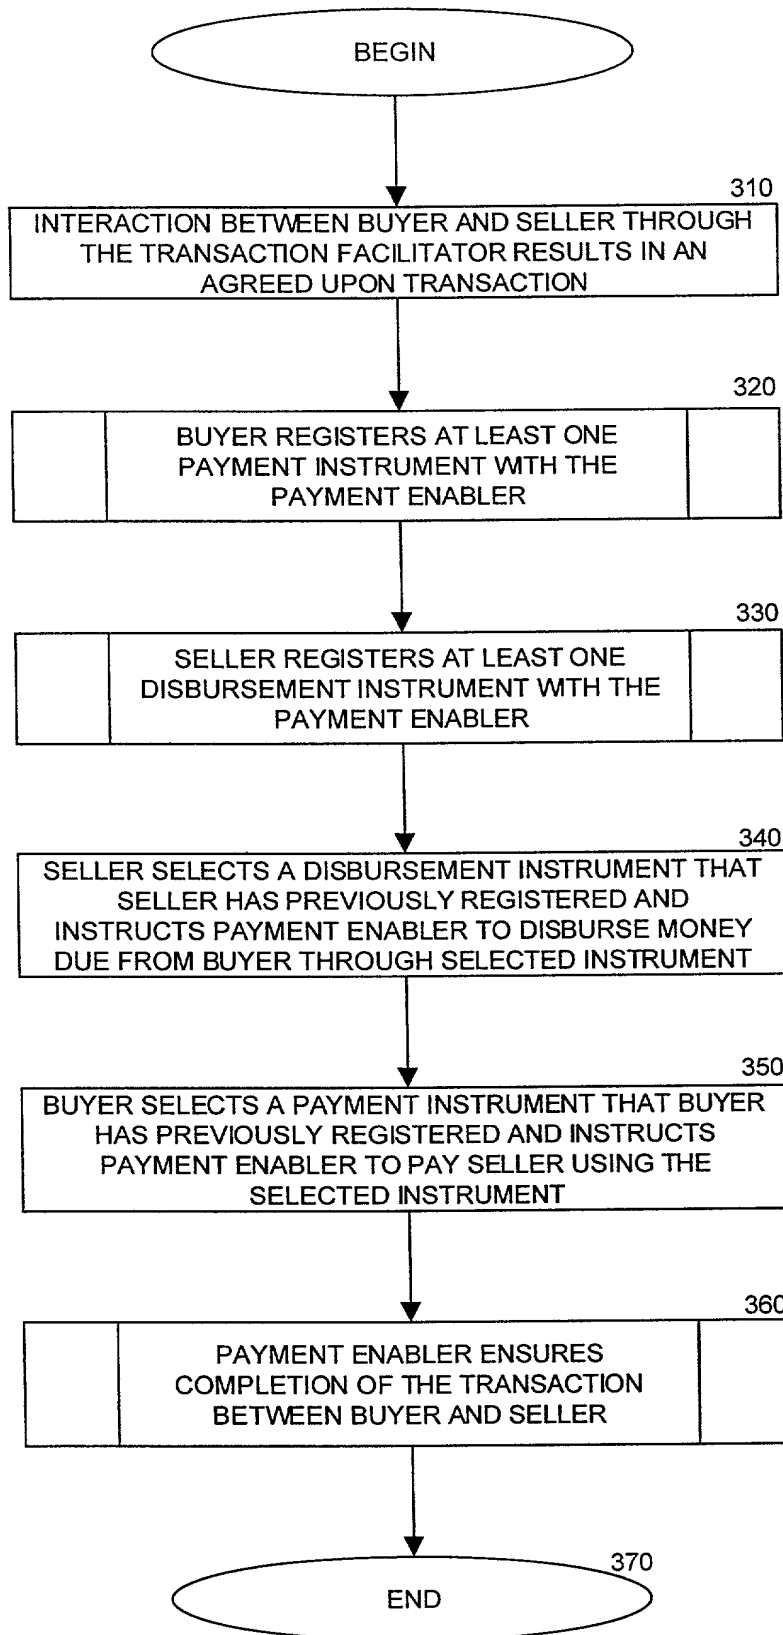 BEGIN
310
INTERACTION BETWEEN BUYER AND SELLER THROUGH
THE TRANSACTION FACILITATOR RESULTS IN AN
AGREED UPON TRANSACTION
320
BUYER REGISTERS AT LEAST ONE
PAYMENT INSTRUMENT WITH THE
PAYMENT ENABLER
330
SELLER REGISTERS AT LEAST ONE
DISBURSEMENT INSTRUMENT WITH THE
PAYMENT ENABLER
340
SELLER SELECTS A DISBURSEMENT INSTRUMENT THAT
SELLER HAS PREVIOUSLY REGISTERED AND
INSTRUCTS PAYMENT ENABLER TO DISBURSE MONEY
DUE FROM BUYER THROUGH SELECTED INSTRUMENT
350
BUYER SELECTS A PAYMENT INSTRUMENT THAT BUYER
HAS PREVIOUSLY REGISTERED AND INSTRUCTS
PAYMENT ENABLER TO PAY SELLER USING THE
SELECTED INSTRUMENT
360
PAYMENT ENABLER ENSURES
COMPLETION OF THE TRANSACTION
BETWEEN BUYER AND SELLER
370
END